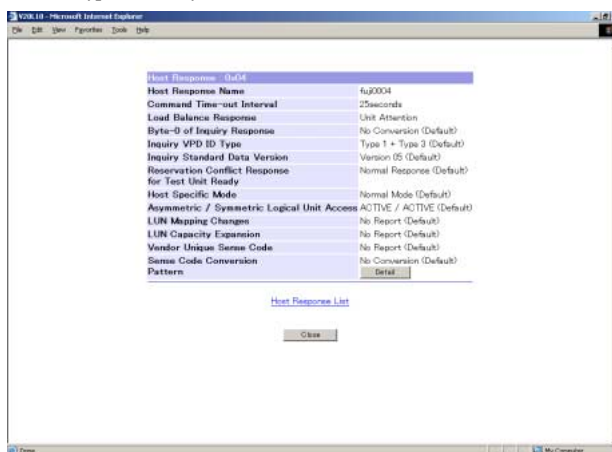 V20L10 - Microsoft Internet Explorer
File Edit View Favorites Tools Help
Host Response : 0x04
Host Response Name fuji0004
Command Time-out Interval 25seconds
Load Balance Response Unit Attention
Byte-0 of Inquiry Response No Conversion (Default)
Inquiry VPD ID Type Type 1 + Type 3 (Default)
Inquiry Standard Data Version Version 05 (Default)
Reservation Conflict Response Normal Response (Default)
for Test Unit Ready
Host Specific Mode Normal Mode (Default)
Asymmetric / Symmetric Logical Unit Access ACTIVE / ACTIVE (Default)
LUN Mapping Changes No Report (Default)
LUN Capacity Expansion No Report (Default)
Vendor Unique Sense Code No Report (Default)
Sense Code Conversion No Conversion (Default)
Pattern Detail
Host Response List
Close
Done My Computer